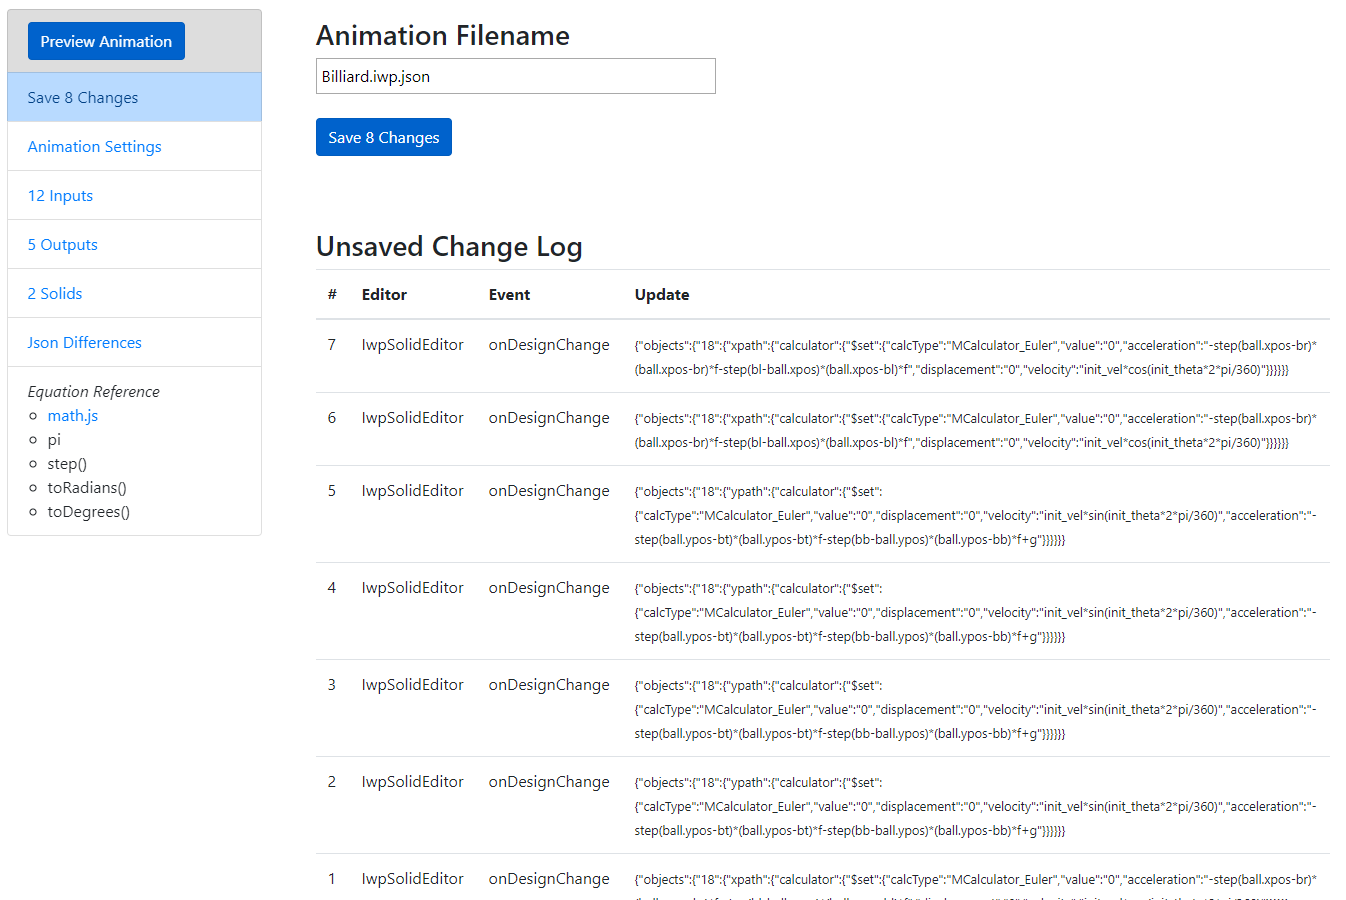 Preview Animation
Save 8 Changes
Animation Settings
12 Inputs
5 Outputs
2 Solids
Json Differences
Equation Reference
math.js
pi
step()
toRadians()
toDegrees()
Animation Filename
Billiard.iwp.json
Save 8 Changes
Unsaved Change Log
# Editor Event Update
7 IwpSolidEditor onDesignChange {"objects":{"18":{"xpath":{"calculator":{"$set":{"calcType":"MCalculator_Euler","value":"0","acceleration":"-step(ball.xpos-br)*
(ball.xpos-br)*f-step(bl-ball.xpos)*(ball.xpos-bl)*f","displacement":"0","velocity":"init_vel*cos(init_theta*2*pi/360)"}}}}}}
6 IwpSolidEditor onDesignChange {"objects":{"18":{"xpath":{"calculator":{"$set":{"calcType":"MCalculator_Euler","value":"0","acceleration":"-step(ball.xpos-br)*
(ball.xpos-br)*f-step(bl-ball.xpos)*(ball.xpos-bl)*f","displacement":"0","velocity":"init_vel*cos(init_theta*2*pi/360)"}}}}}}
5 IwpSolidEditor onDesignChange {"objects":{"18":{"ypath":{"calculator":{"$set":
{"calcType":"MCalculator_Euler","value":"0","displacement":"0","velocity":"init_vel*sin(init_theta*2*pi/360)","acceleration":"-
step(ball.ypos-bt)*(ball.ypos-bt)*f-step(bb-ball.ypos)*(ball.ypos-bb)*f+g"}}}}}}
4 IwpSolidEditor onDesignChange {"objects":{"18":{"ypath":{"calculator":{"$set":
{"calcType":"MCalculator_Euler","value":"0","displacement":"0","velocity":"init_vel*sin(init_theta*2*pi/360)","acceleration":"-
step(ball.ypos-bt)*(ball.ypos-bt)*f-step(bb-ball.ypos)*(ball.ypos-bb)*f+g"}}}}}}
3 IwpSolidEditor onDesignChange {"objects":{"18":{"ypath":{"calculator":{"$set":
{"calcType":"MCalculator_Euler","value":"0","displacement":"0","velocity":"init_vel*sin(init_theta*2*pi/360)","acceleration":"-
step(ball.ypos-bt)*(ball.ypos-bt)*f-step(bb-ball.ypos)*(ball.ypos-bb)*f+g"}}}}}}
2 IwpSolidEditor onDesignChange {"objects":{"18":{"ypath":{"calculator":{"$set":
{"calcType":"MCalculator_Euler","value":"0","displacement":"0","velocity":"init_vel*sin(init_theta*2*pi/360)","acceleration":"-
step(ball.ypos-bt)*(ball.ypos-bt)*f-step(bb-ball.ypos)*(ball.ypos-bb)*f+g"}}}}}}
1 IwpSolidEditor onDesignChange {"objects":{"18":{"xpath":{"calculator":{"$set":{"calcType":"MCalculator_Euler","value":"0","acceleration":"-step(ball.xpos-br)*